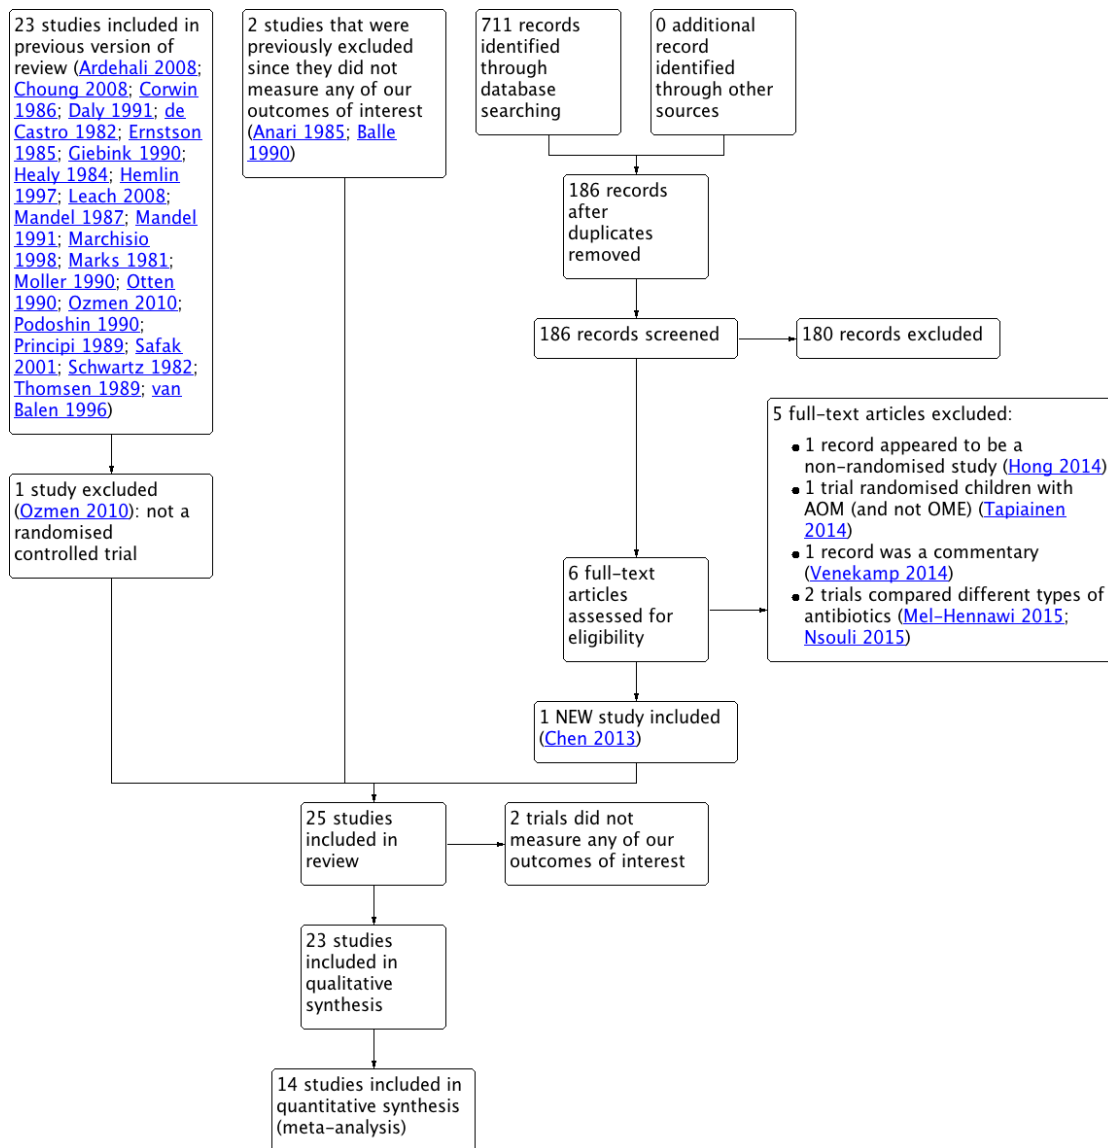 23 studies included in
previous version of
review (Ardehali 2008;
Choung 2008; Corwin
1986; Daly 1991; de
Castro 1982; Ernstson
1985; Giebink 1990;
Healy 1984; Hemlin
1997; Leach 2008;
Mandel 1987; Mandel
1991; Marchisio
1998; Marks 1981;
Moller 1990; Otten
1990; Ozmen 2010;
Podoshin 1990;
Principi 1989; Safak
2001; Schwartz 1982;
Thomsen 1989; van
Balen 1996)
2 studies that were
previously excluded
since they did not
measure any of our
outcomes of interest
(Anari 1985; Balle
1990)
711 records
identified
through
database
searching
0 additional
record
identified
through other
sources
186 records
after
duplicates
removed
186 records screened
180 records excluded
5 full-text articles excluded:
• 1 record appeared to be a
non-randomised study (Hong 2014)
• 1 trial randomised children with
AOM (and not OME) (Tapiainen
2014)
• 1 record was a commentary
(Venekamp 2014)
• 2 trials compared different types of
antibiotics (Mel-Hennawi 2015;
Nsouli 2015)
1 study excluded
(Ozmen 2010): not a
randomised
controlled trial
6 full-text
articles
assessed for
eligibility
1 NEW study included
(Chen 2013)
25 studies
included in
review
2 trials did not
measure any of our
outcomes of interest
23 studies
included in
qualitative
synthesis
14 studies included in
quantitative synthesis
(meta-analysis)